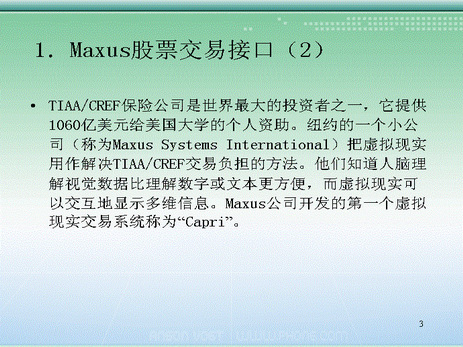 1. Maxus股票交易接口（2）
• TIAA/CREF保险公司是世界最大的投资者之一，它提供
1060亿美元给美国大学的个人资助。纽约的一个小公
司（称为Maxus Systems International）把虚拟现实
用作解决TIAA/CREF交易负担的方法。他们知道人脑理
解视觉数据比理解数字或文本更方便，而虚拟现实可
以交互地显示多维信息。Maxus公司开发的第一个虚拟
现实交易系统称为“Capri”。
3